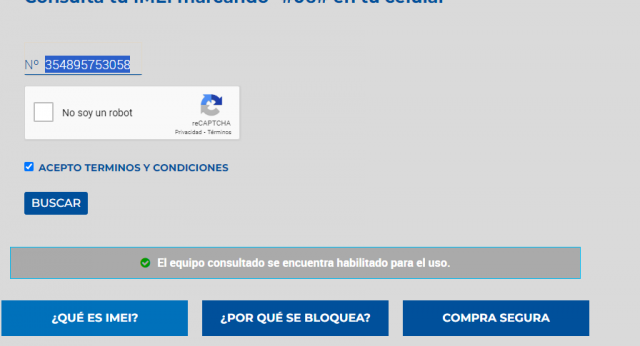 Consulta tu IMEI marcando *#06# en tu celular
Nº 354895753058
No soy un robot
reCAPTCHA
Privacidad - Términos
ACEPTO TERMINOS Y CONDICIONES
BUSCAR
El equipo consultado se encuentra habilitado para el uso.
¿QUÉ ES IMEI?
¿POR QUÉ SE BLOQUEA?
COMPRA SEGURA